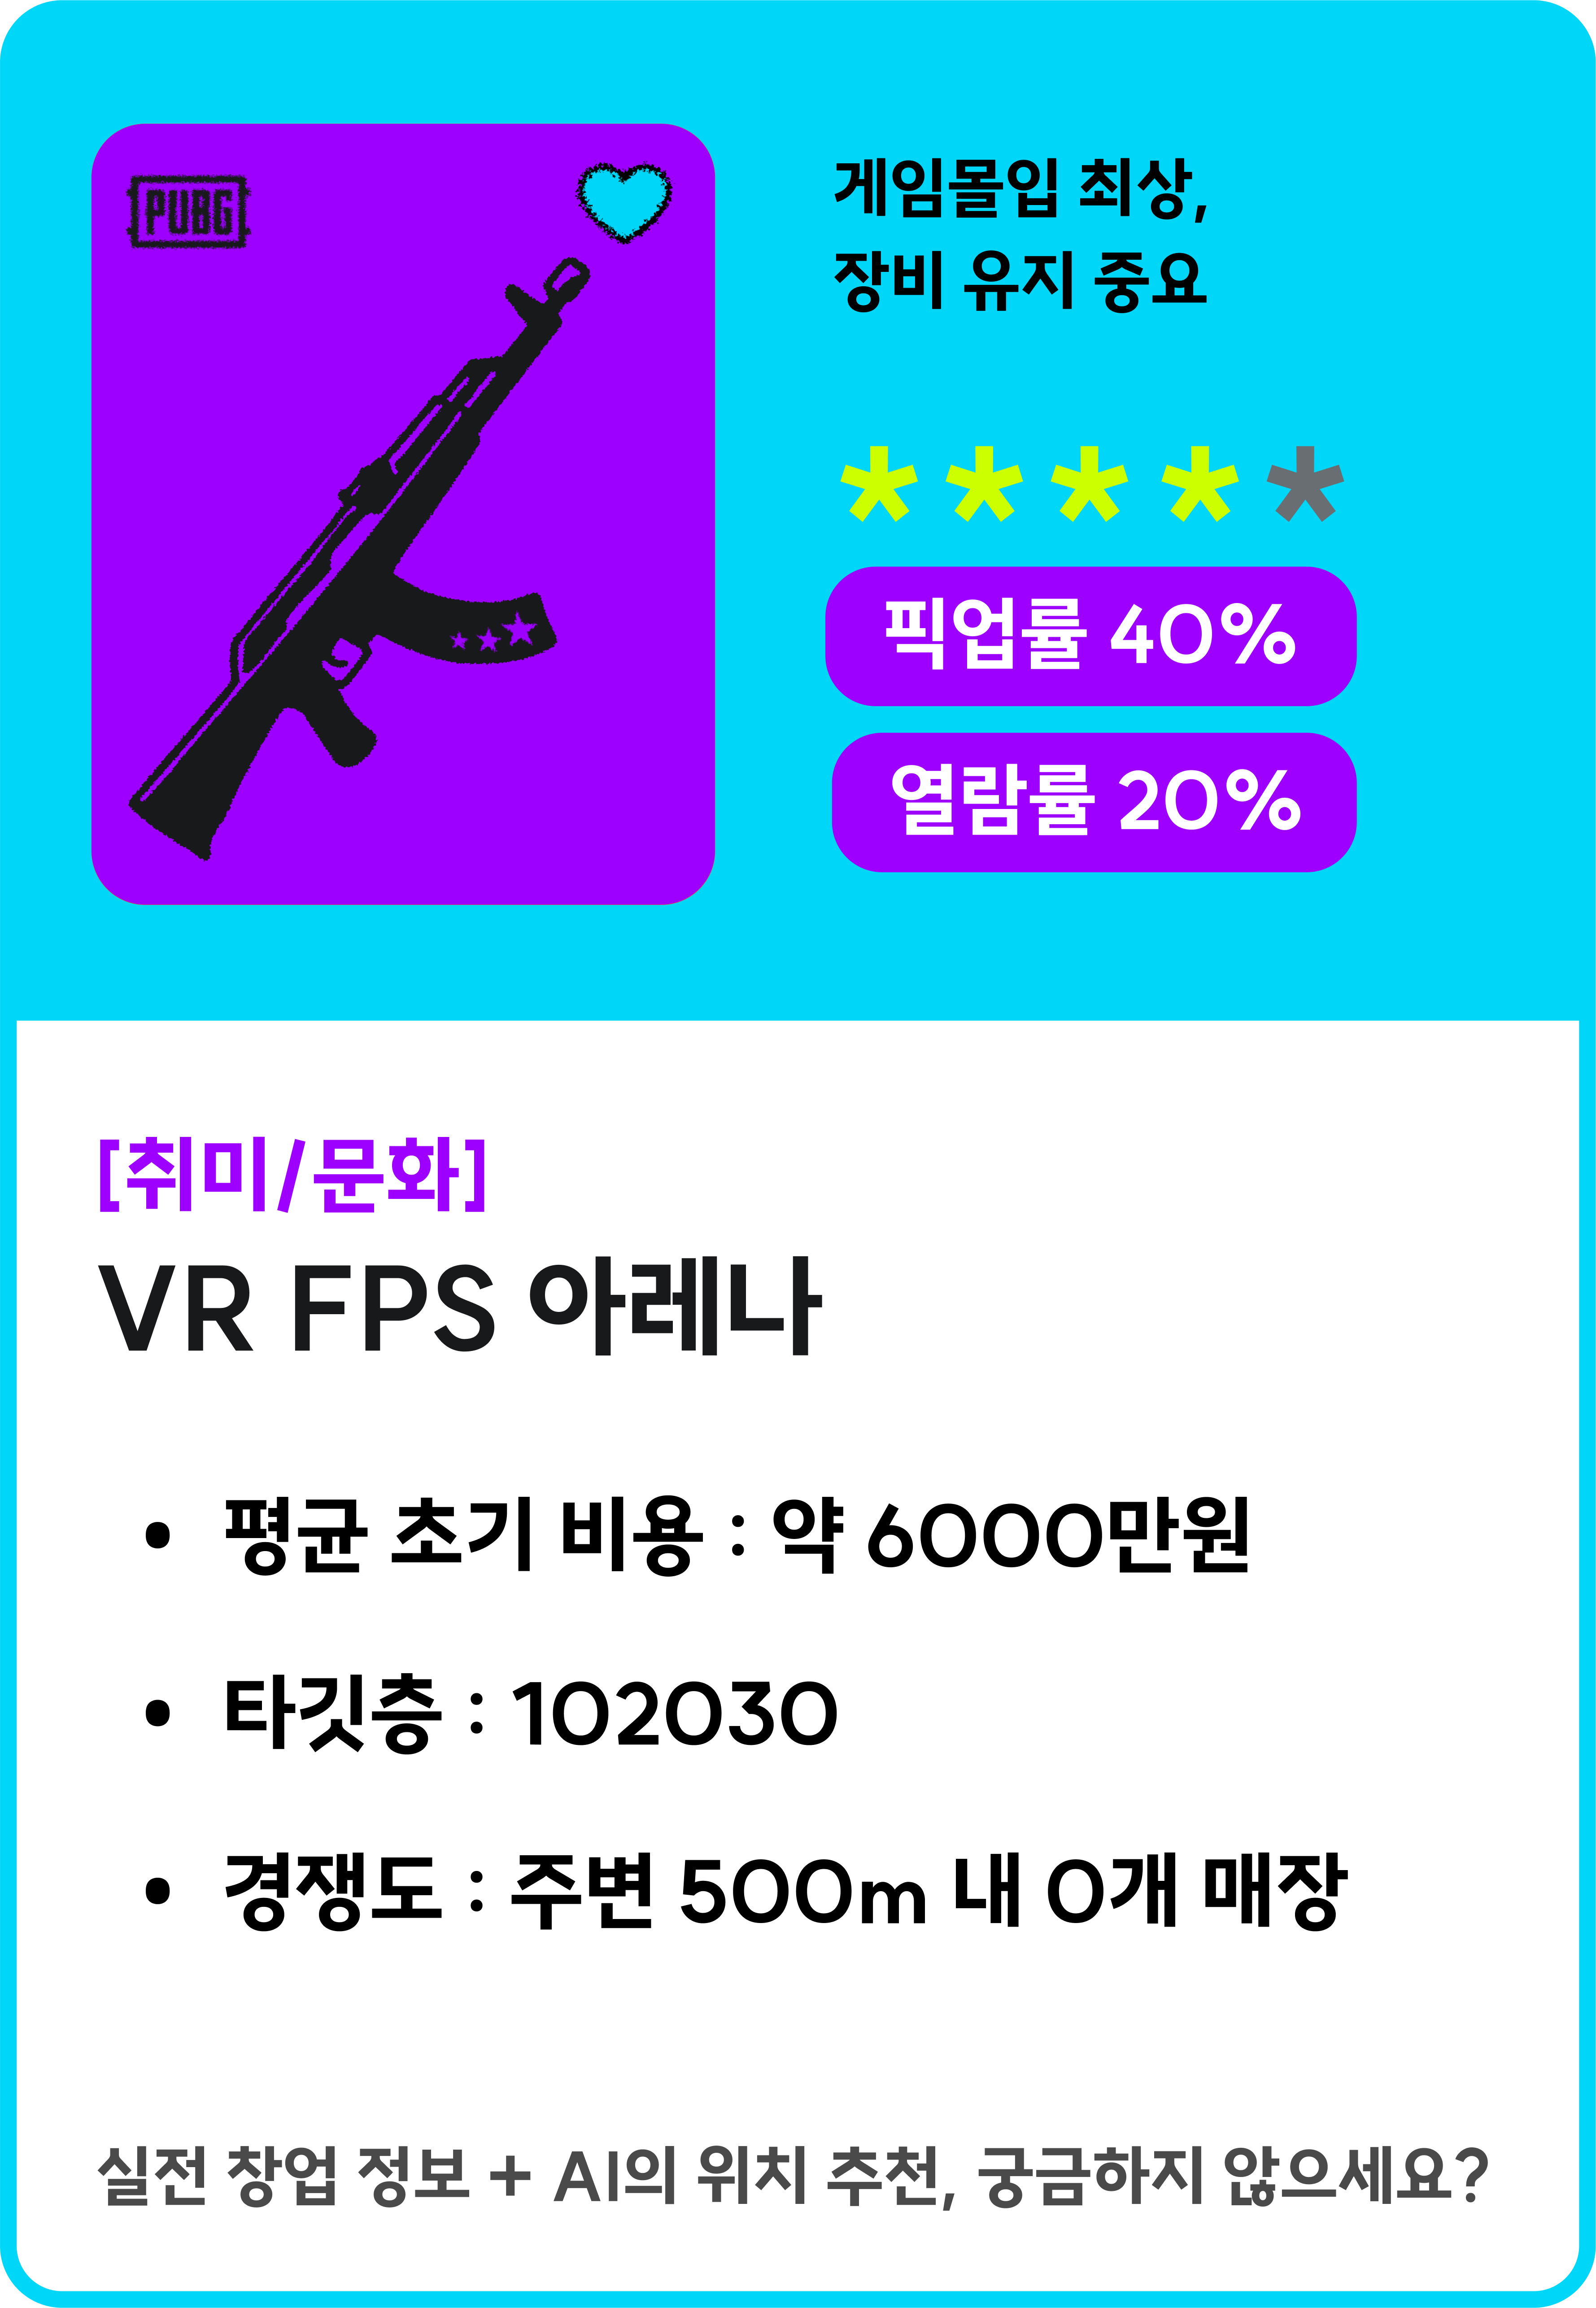 PUBG
게임몰입 최상,
장비 유지 중요
* * * * *
픽업률 40%
열람률 20%
[취미/문화]
VR FPS 아레나
• 평균 초기 비용 : 약 6000만원
• 타깃층 : 102030
• 경쟁도 : 주변 500m 내 0개 매장
실전 창업 정보 + AI의 위치 추천, 궁금하지 않으세요?